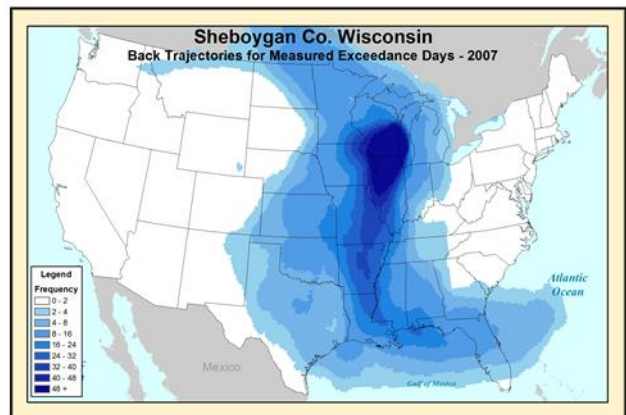 Sheboygan Co. Wisconsin
Back Trajectories for Measured Exceedance Days - 2007
Atlantic
Ocean
Legend
Frequency
0 - 2
2 - 4
4 - 8
8 - 16
16 - 24
24 - 32
32 - 40
40 - 48
48 +
Mexico
Gulf of Mexico